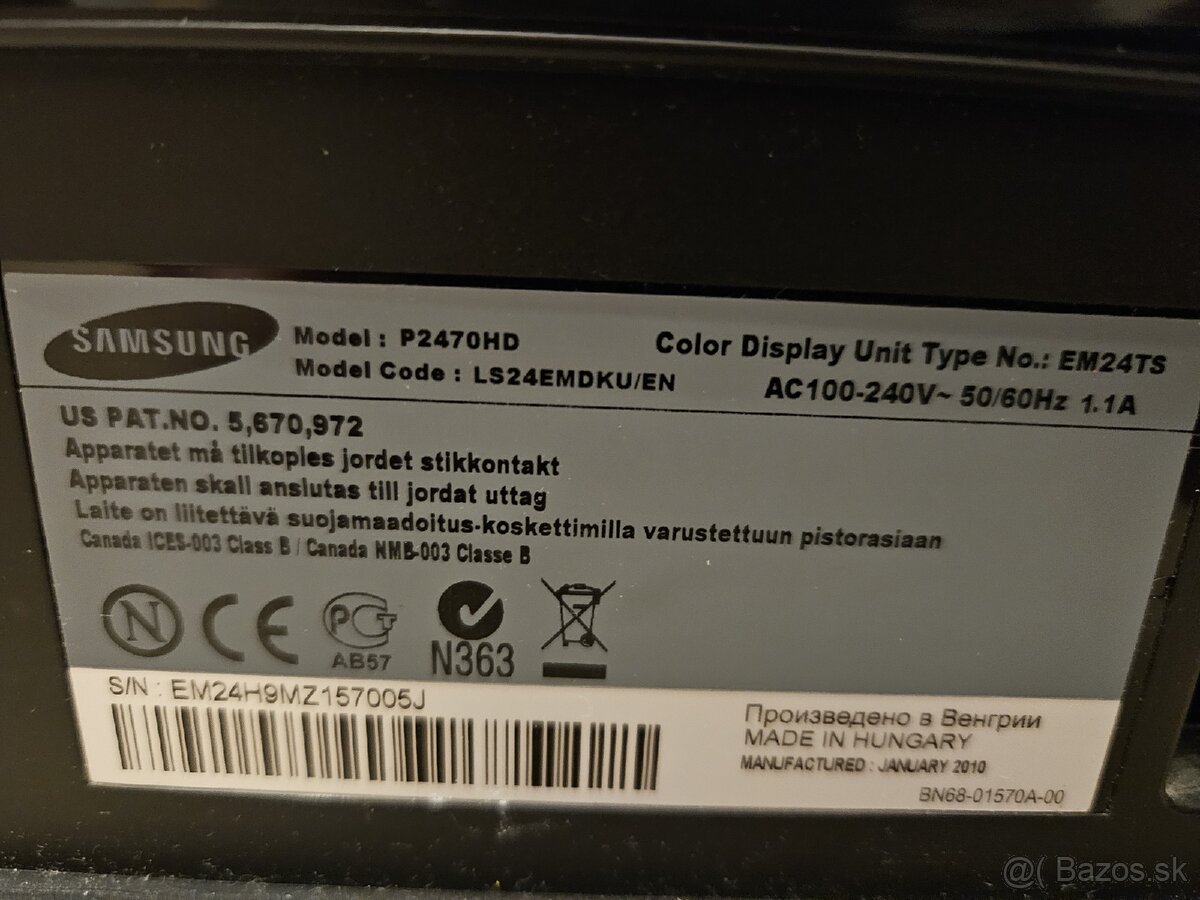 SAMSUNG
Model : P2470HD
Model Code : LS24EMDKU/EN
Color Display Unit Type No.: EM24TS
AC100-240V~ 50/60Hz 1.1A
US PAT.NO. 5,670,972
Apparatet må tilkoples jordet stikkontakt
Apparaten skall anslutas till jordat uttag
Laite on liitettävä suojamaadoitus-koskettimilla varustettuun pistorasiaan
Canada ICES-003 Class B / Canada NMB-003 Classe B
N CE PCT
AB57 N363
S/N : EM24H9MZ157005J
Произведено в Венгрии
MADE IN HUNGARY
MANUFACTURED : JANUARY 2010
BN68-01570A-00
@( Bazos.sk